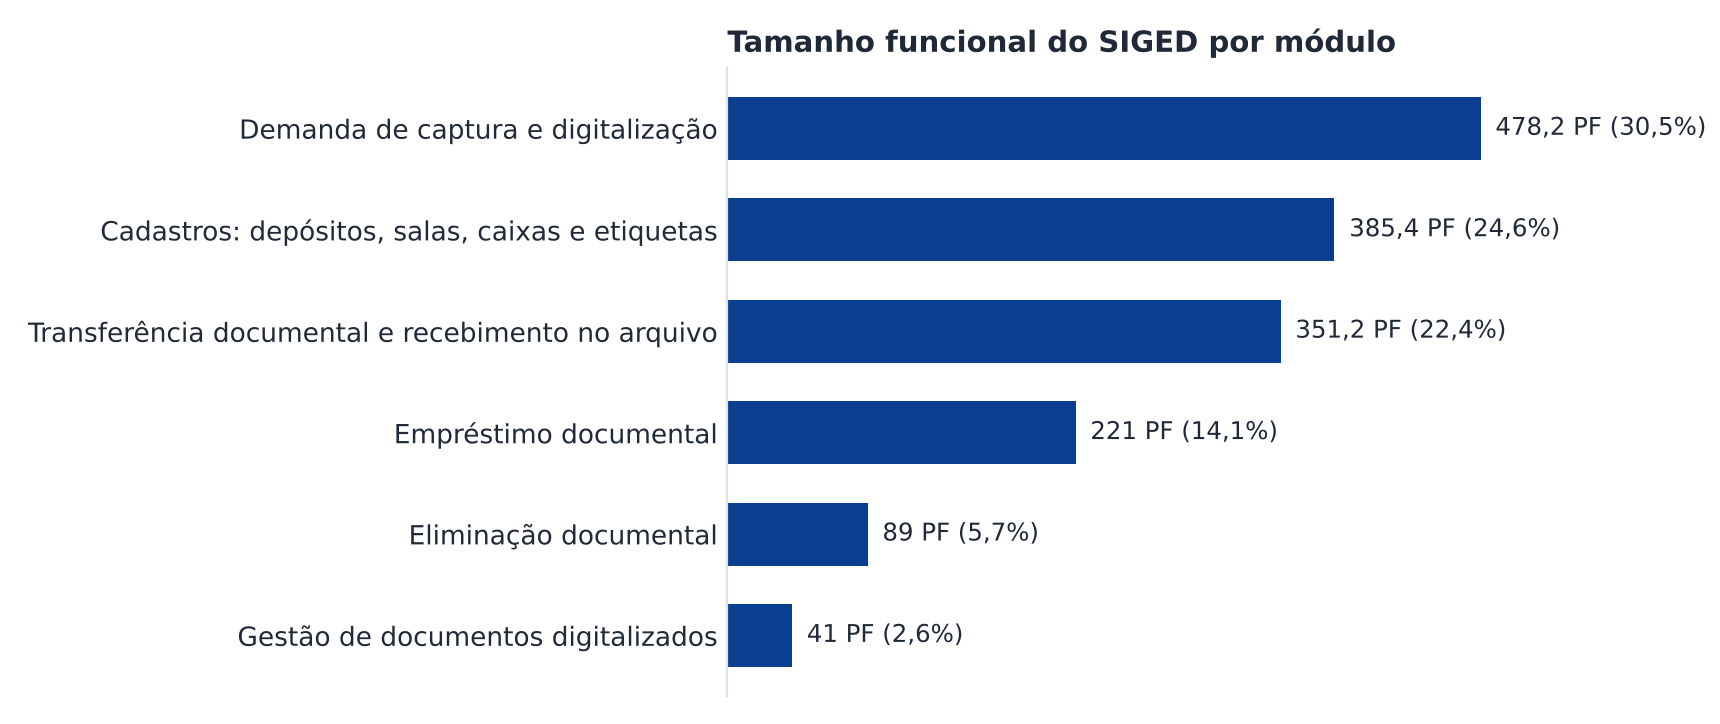 Tamanho funcional do SIGED por módulo
Demanda de captura e digitalização 478,2 PF (30,5%)
Cadastros: depósitos, salas, caixas e etiquetas 385,4 PF (24,6%)
Transferência documental e recebimento no arquivo 351,2 PF (22,4%)
Empréstimo documental 221 PF (14,1%)
Eliminação documental 89 PF (5,7%)
Gestão de documentos digitalizados 41 PF (2,6%)